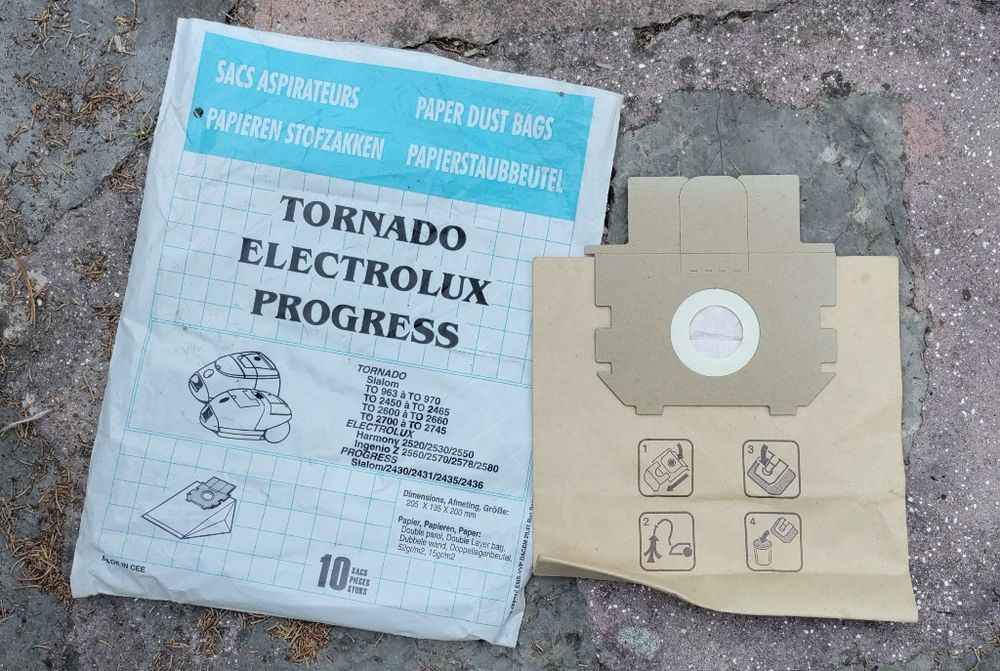 SACS ASPIRATEURS
PAPER DUST BAGS
PAPIEREN STOFZAKKEN
PAPIERSTAUBBEUTEL
TORNADO
ELECTROLUX
PROGRESS
TORNADO
Slalom
TO 963 à TO 970
TO 2450 à TO 2465
TO 2600 à TO 2660
TO 2700 à TO 2745
ELECTROLUX
Harmony 2520/2530/2550
Ingenio Z 2560/2570/2578/2580
PROGRESS
Slalom/2430/2431/2435/2436
Dimensions, Afmeting, Größe:
205 X 135 X 200 mm
Papier, Papieren, Paper:
Double paroi, Double Layer bag,
Dubbele wand, Doppellagenbeutel,
52gr/m2, 15gr/m2
10 SACS
PIECES
STUKS
IN CEE
1
3
2
4